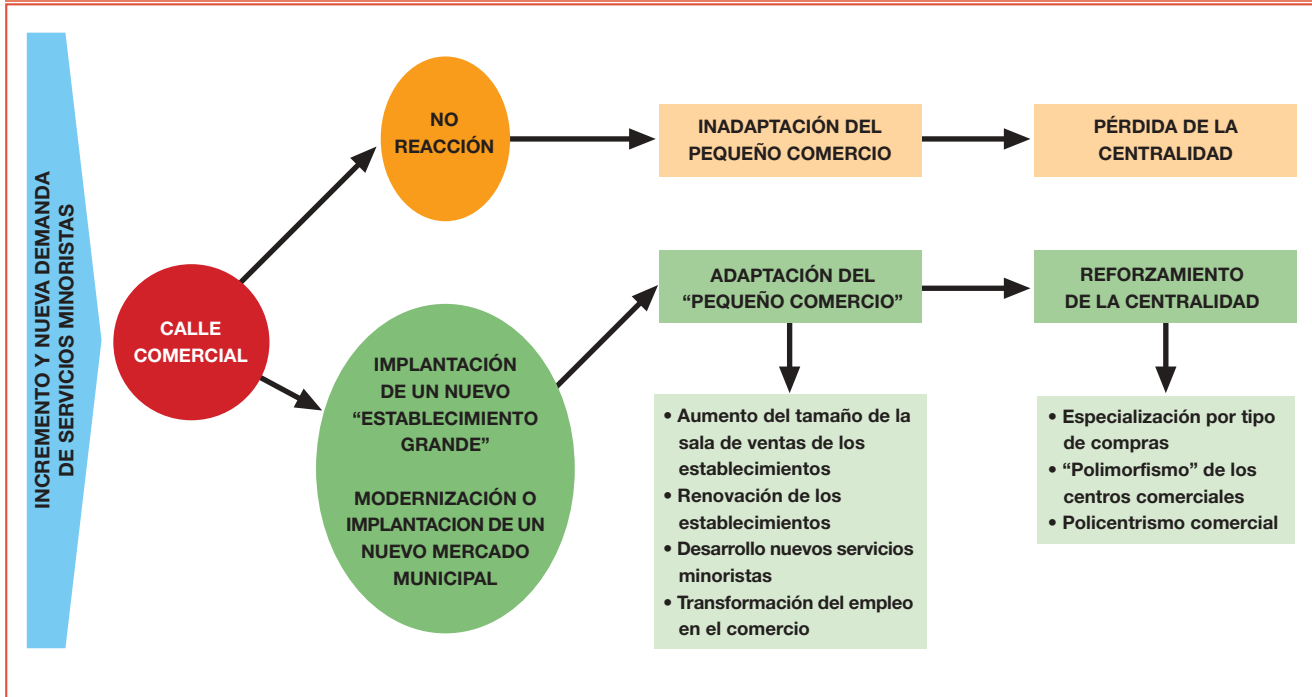 INCREMENTO Y NUEVA DEMANDA
DE SERVICIOS MINORISTAS
CALLE
COMERCIAL
NO
REACCIÓN
INADAPTACIÓN DEL
PEQUEÑO COMERCIO
PÉRDIDA DE LA
CENTRALIDAD
IMPLANTACIÓN
DE UN NUEVO
“ESTABLECIMIENTO
GRANDE”
MODERNIZACIÓN O
IMPLANTACION DE UN
NUEVO MERCADO
MUNICIPAL
ADAPTACIÓN DEL
“PEQUEÑO COMERCIO”
REFORZAMIENTO
DE LA CENTRALIDAD
• Aumento del tamaño de la
sala de ventas de los
establecimientos
• Renovación de los
establecimientos
• Desarrollo nuevos servicios
minoristas
• Transformación del empleo
en el comercio
• Especialización por tipo
de compras
• “Polimorfismo” de los
centros comerciales
• Policentrismo comercial